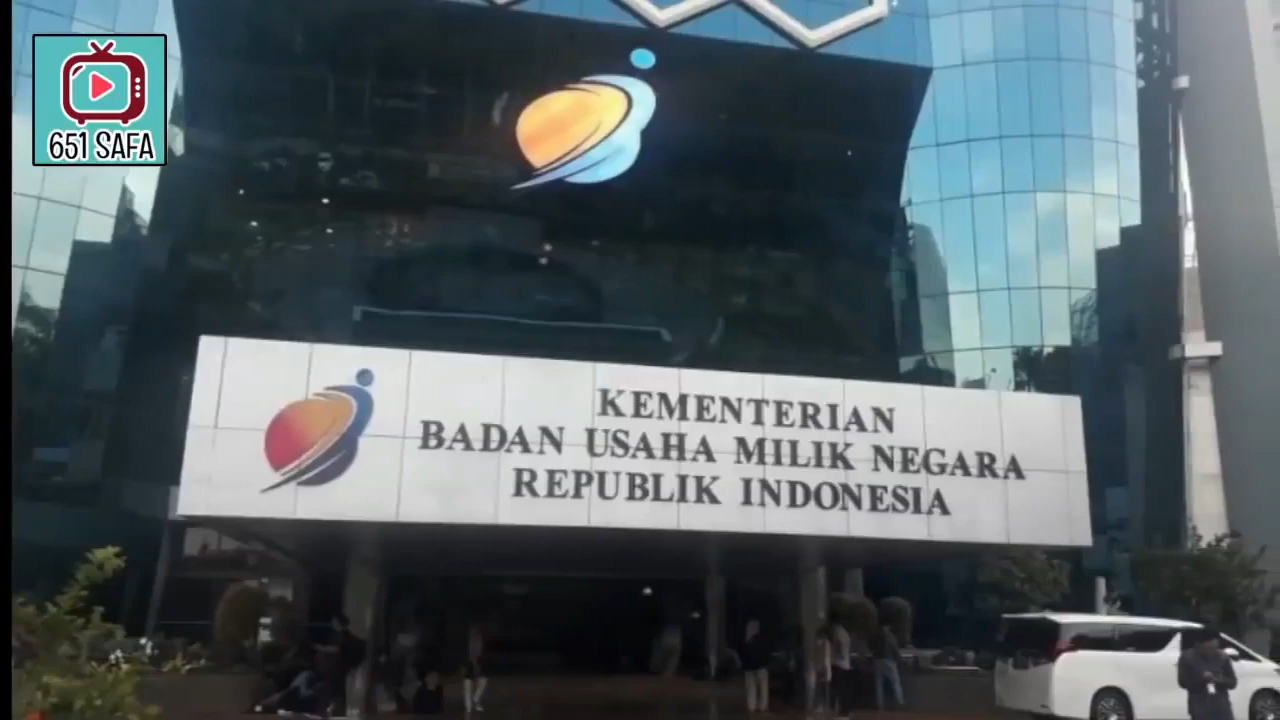 651 SAFA
KEMENTERIAN
BADAN USAHA MILIK NEGARA
REPUBLIK INDONESIA